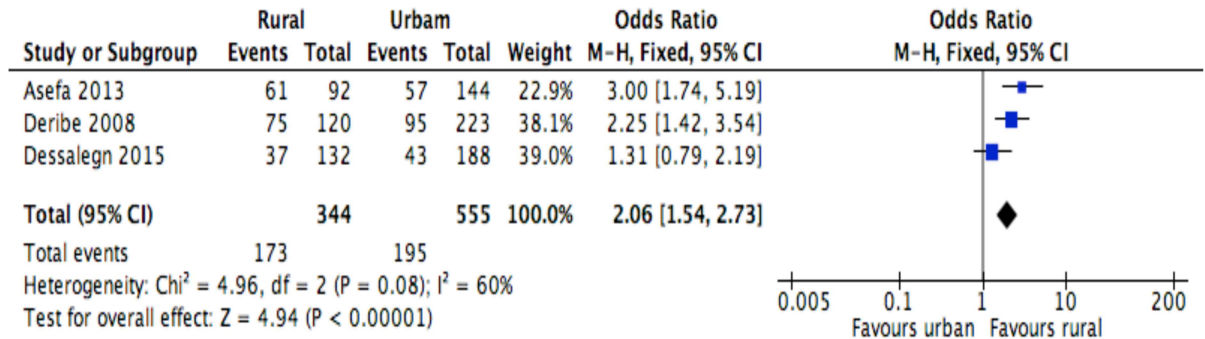 Rural Urbam Odds Ratio Odds Ratio
Study or Subgroup Events Total Events Total Weight M-H, Fixed, 95% CI M-H, Fixed, 95% CI
Asefa 2013 61 92 57 144 22.9% 3.00 [1.74, 5.19]
Deribe 2008 75 120 95 223 38.1% 2.25 [1.42, 3.54]
Dessalegn 2015 37 132 43 188 39.0% 1.31 [0.79, 2.19]
Total (95% CI) 344 555 100.0% 2.06 [1.54, 2.73]
Total events 173 195
Heterogeneity: Chi² = 4.96, df = 2 (P = 0.08); I² = 60%
Test for overall effect: Z = 4.94 (P < 0.00001)
0.005 0.1 1 10 200
Favours urban Favours rural